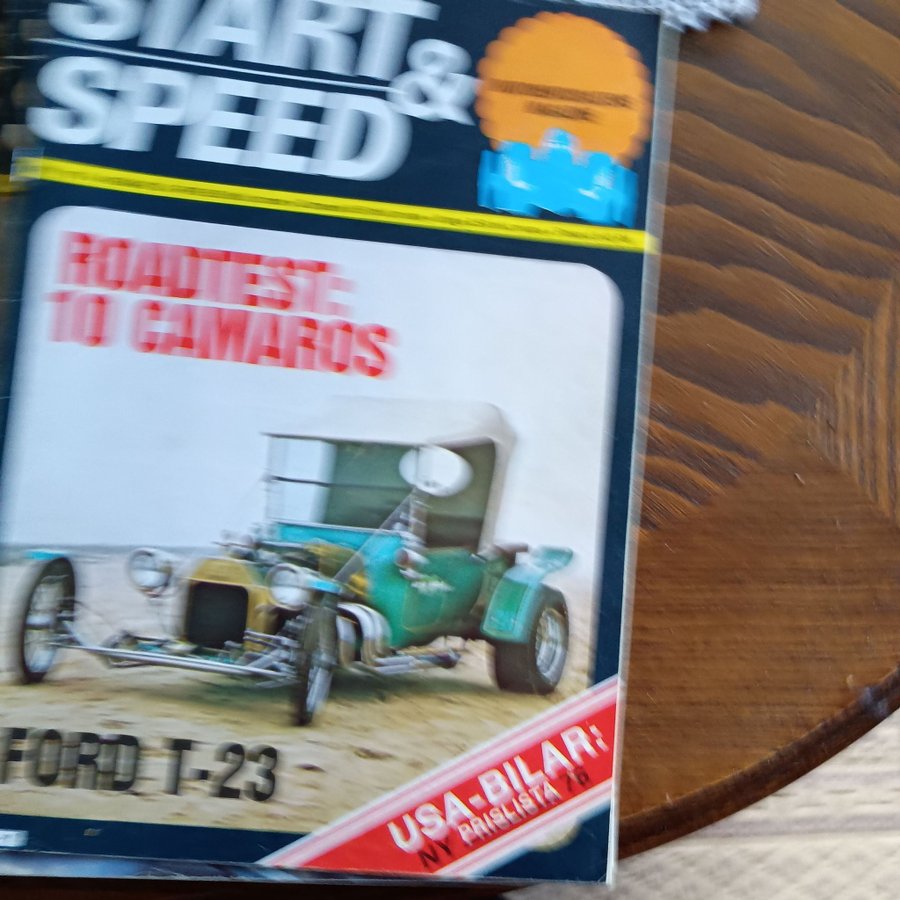 START
&
SPEED
ROADTEST:
10 CAMAROS
FORD T-23
USA-BILAR:
NY PRISLISTA 76